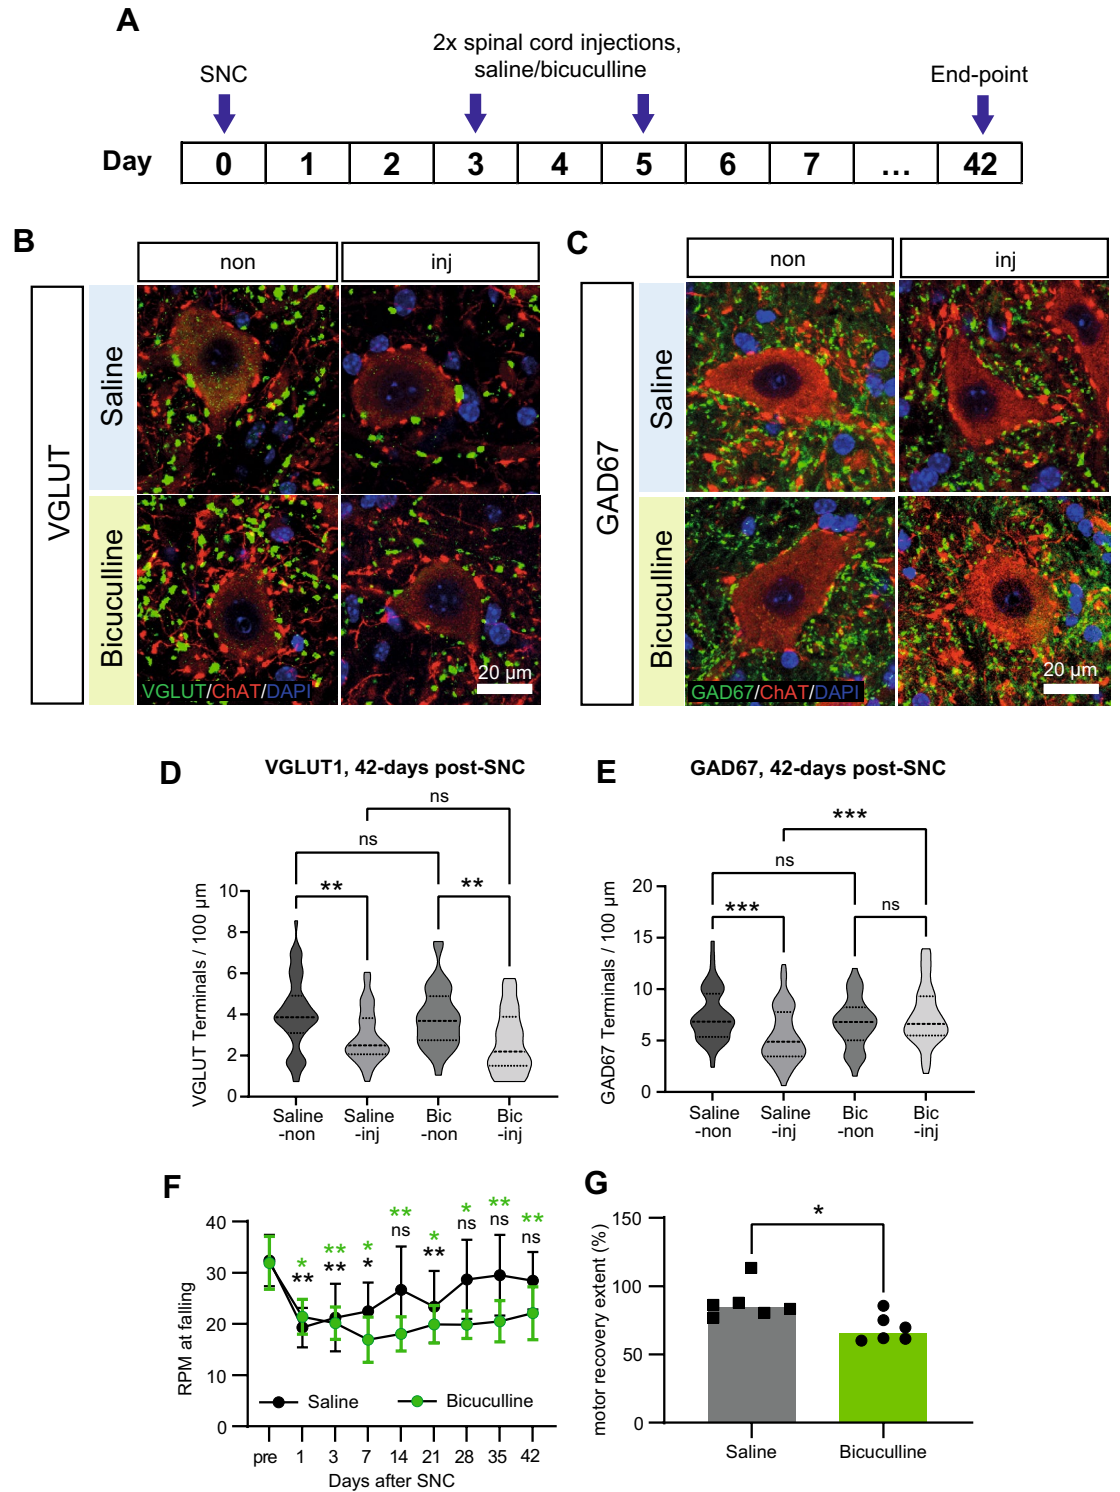 A
2x spinal cord injections,
saline/bicuculline
SNC
End-point
Day 0 1 2 3 4 5 6 7 ... 42
B
non inj
VGLUT
Saline
Bicuculline
VGLUT/ChAT/DAPI
20 µm
C
non inj
GAD67
Saline
Bicuculline
GAD67/ChAT/DAPI
20 µm
D
VGLUT1, 42-days post-SNC
ns
ns
** **
VGLUT Terminals / 100 µm
10
8
6
4
2
0
Saline -non
Saline -inj
Bic -non
Bic -inj
E
GAD67, 42-days post-SNC
***
ns
*** ns
GAD67 Terminals / 100 µm
20
15
10
5
0
Saline -non
Saline -inj
Bic -non
Bic -inj
F
RPM at falling
40
30
20
10
0
* ** * ** * * ** **
** ** * ns ** ns ns ns
Saline Bicuculline
pre 1 3 7 14 21 28 35 42
Days after SNC
G
motor recovery extent (%)
150
100
50
0
*
Saline Bicuculline